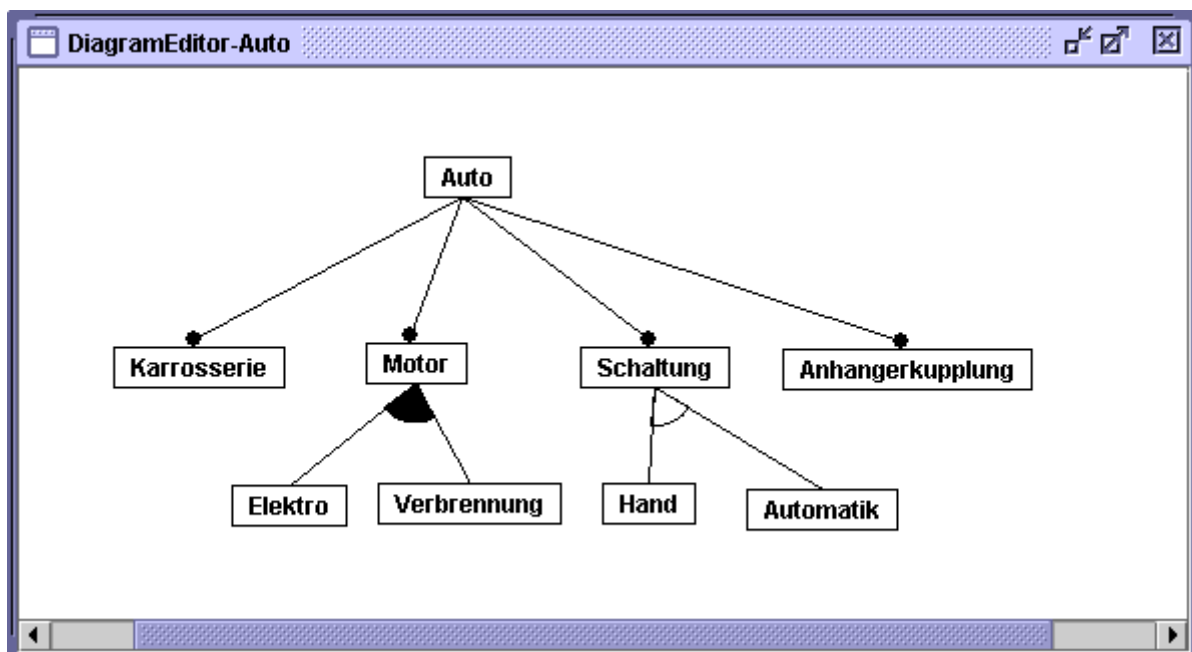 DiagramEditor-Auto
Auto
Karrosserie
Motor
Schaltung
Anhangerkupplung
Elektro
Verbrennung
Hand
Automatik